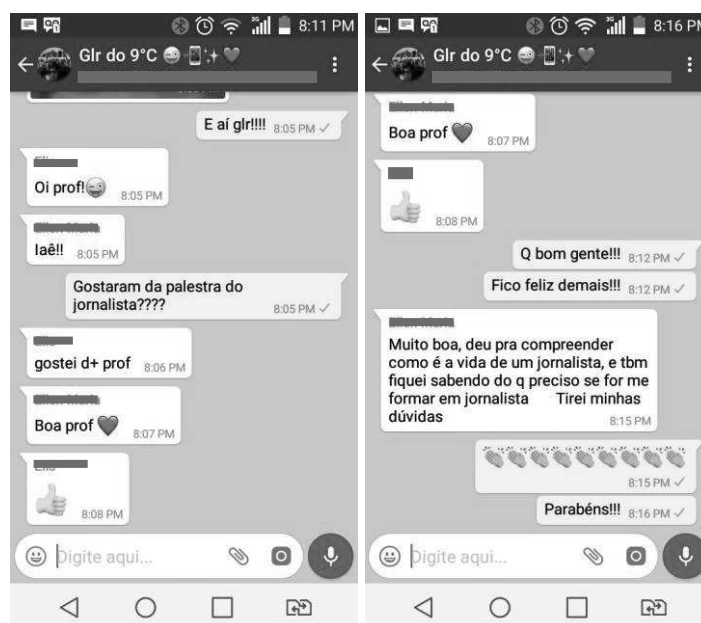 8:11 PM
Glr do 9°C
E aí glr!!!! 8:05 PM
Oi prof! 8:05 PM
Iaê!! 8:05 PM
Gostaram da palestra do
jornalista???? 8:05 PM
gostei d+ prof 8:06 PM
Boa prof 8:07 PM
8:08 PM
Digite aqui...
3G 8:16 PM
Glr do 9°C
Boa prof 8:07 PM
8:08 PM
Q bom gente!!! 8:12 PM
Fico feliz demais!!! 8:12 PM
Muito boa, deu pra compreender
como é a vida de um jornalista, e tbm
fiquei sabendo do q preciso se for me
formar em jornalista Tirei minhas
dúvidas 8:15 PM
8:15 PM
Parabéns!!! 8:16 PM
Digite aqui...